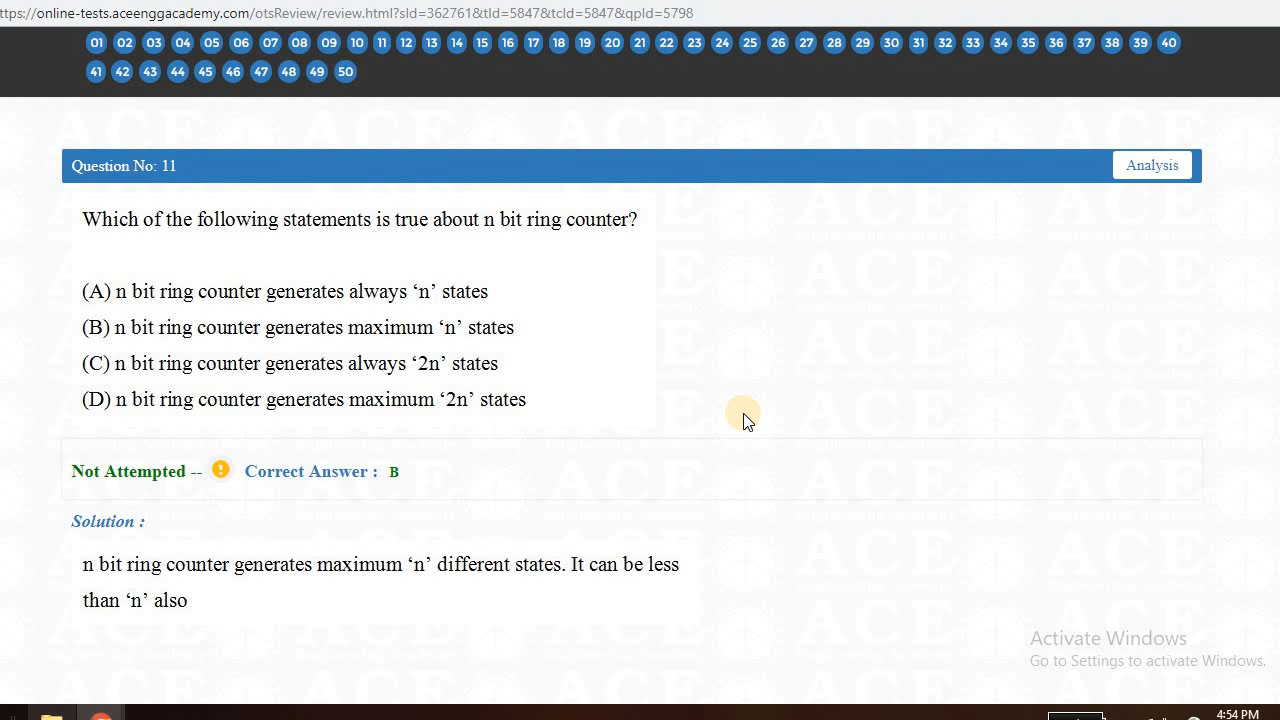 ttps://online-tests.aceenggacademy.com/otsReview/review.html?sId=362761&tId=5847&tcId=5847&qpId=5798
01 02 03 04 05 06 07 08 09 10 11 12 13 14 15 16 17 18 19 20 21 22 23 24 25 26 27 28 29 30 31 32 33 34 35 36 37 38 39 40
41 42 43 44 45 46 47 48 49 50
Question No: 11 Analysis
Which of the following statements is true about n bit ring counter?
(A) n bit ring counter generates always ‘n’ states
(B) n bit ring counter generates maximum ‘n’ states
(C) n bit ring counter generates always ‘2n’ states
(D) n bit ring counter generates maximum ‘2n’ states
Not Attempted -- Correct Answer : B
Solution :
n bit ring counter generates maximum ‘n’ different states. It can be less
than ‘n’ also
Activate Windows
Go to Settings to activate Windows.
4:54 PM